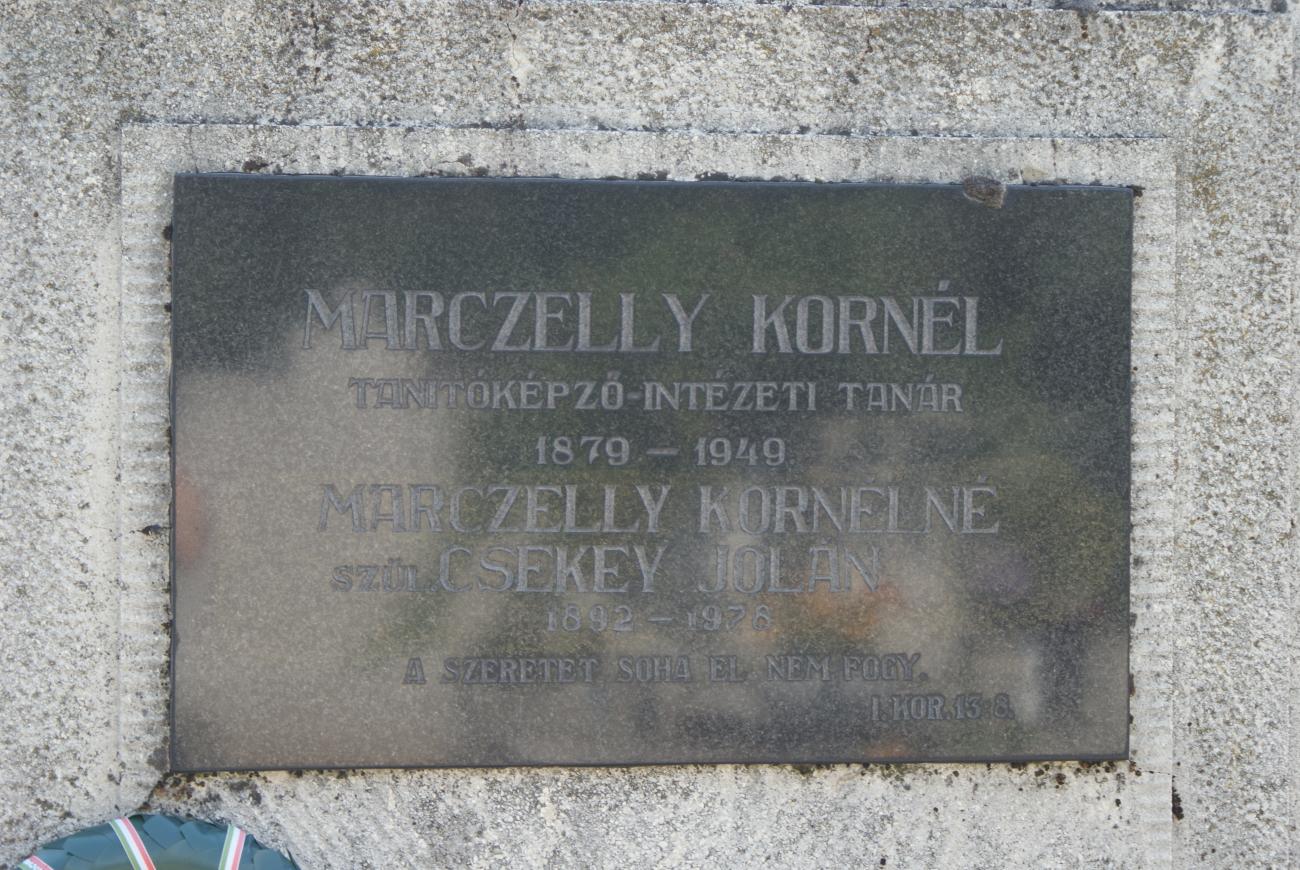 MARCZELLY KORNÉL
TANITÓKÉPZŐ-INTÉZETI TANÁR
1879 – 1949
MARCZELLY KORNÉLNÉ
SZÜL. CSEKEY JOLÁN
1892 – 1978
A SZERETET SOHA EL NEM FOGY.
I. KOR. 13:8.